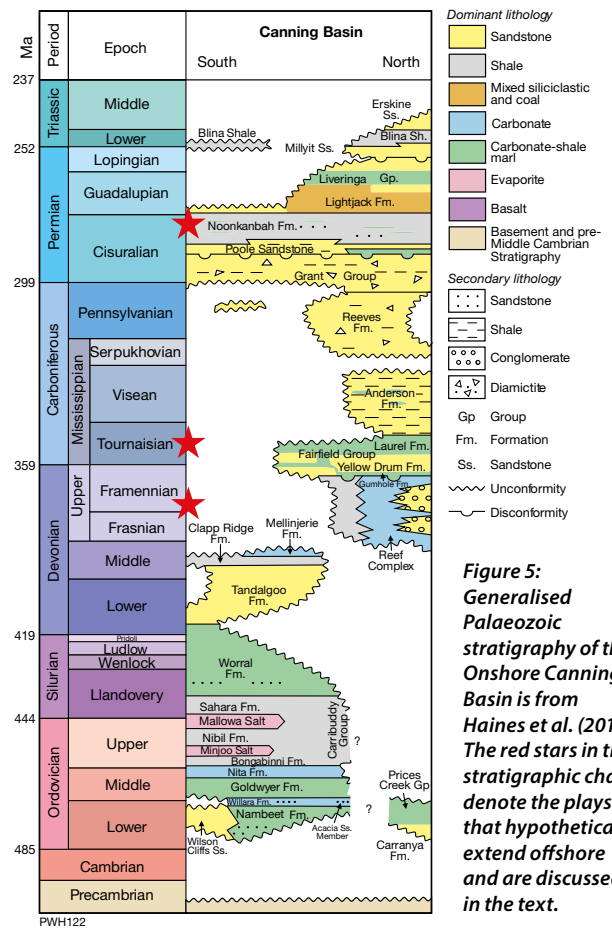 Canning Basin
South
North
Ma
Period
Epoch
237
Triassic
Middle
Lower
252
Permian
Lopingian
Guadalupian
Cisuralian
299
Carboniferous
Pennsylvanian
Mississippian
Serpukhovian
Visean
Tournaisian
359
Devonian
Upper
Framennian
Frasnian
Middle
Lower
419
Silurian
Pridoli
Ludlow
Wenlock
Llandovery
444
Ordovician
Upper
Middle
Lower
485
Cambrian
Precambrian
PWH122
Erskine
Ss.
Blina Shale
Blina Sh.
Millyit Ss.
Liveringa Gp.
Lightjack Fm.
Noonkanbah Fm.
Poole Sandstone
Grant Group
Reeves
Fm.
Anderson
Fm.
Laurel Fm.
Fairfield Group
Yellow Drum Fm.
Gumhole Fm.
Clapp Ridge
Fm.
Mellinjerie
Fm.
Reef
Complex
Tandalgoo
Fm.
Worral
Fm.
Sahara Fm.
Mallowa Salt
Nibil Fm.
Minjoo Salt
Bongabinni Fm.
Carribuddy
Group
?
Nita Fm.
Goldwyer Fm.
Willara Fm.
Nambeet Fm.
Acacia Ss.
Member
Wilson
Cliffs Ss.
?
Prices
Creek Gp
Carranya
Fm.
Dominant lithology
Sandstone
Shale
Mixed siliciclastic
and coal
Carbonate
Carbonate-shale
marl
Evaporite
Basalt
Basement and pre-
Middle Cambrian
Stratigraphy
Secondary lithology
Sandstone
Shale
Conglomerate
Diamictite
Gp Group
Fm. Formation
Ss. Sandstone
Unconformity
Disconformity
Figure 5:
Generalised
Palaeozoic
stratigraphy of th
Onshore Canning
Basin is from
Haines et al. (201
The red stars in th
stratigraphic cha
denote the plays
that hypothetica
extend offshore
and are discussed
in the text.